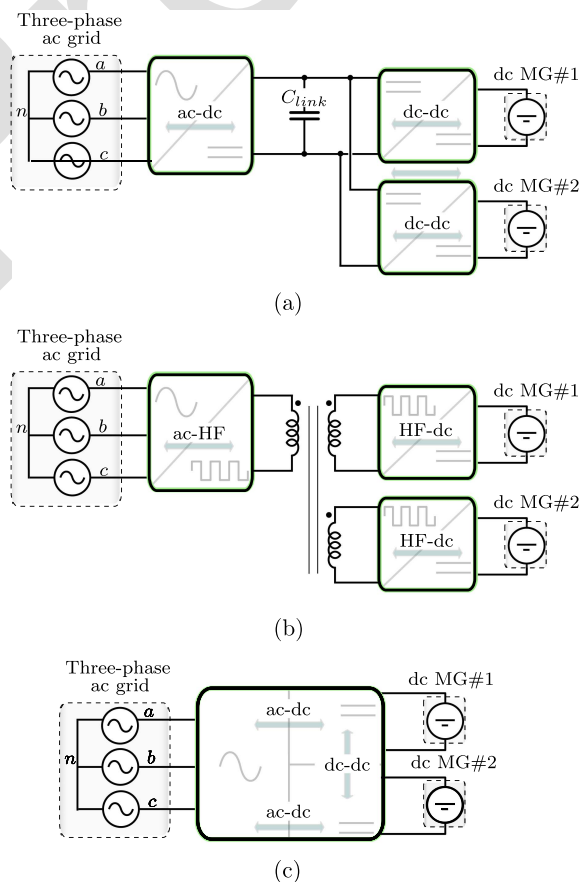 Three-phase
ac grid
a
n
b
c
ac-dc
C_link
dc-dc
dc MG#1
dc MG#2
dc-dc
(a)
Three-phase
ac grid
a
n
b
c
ac-HF
HF-dc
dc MG#1
dc MG#2
HF-dc
(b)
Three-phase
ac grid
a
n
b
c
ac-dc
dc-dc
ac-dc
dc MG#1
dc MG#2
(c)